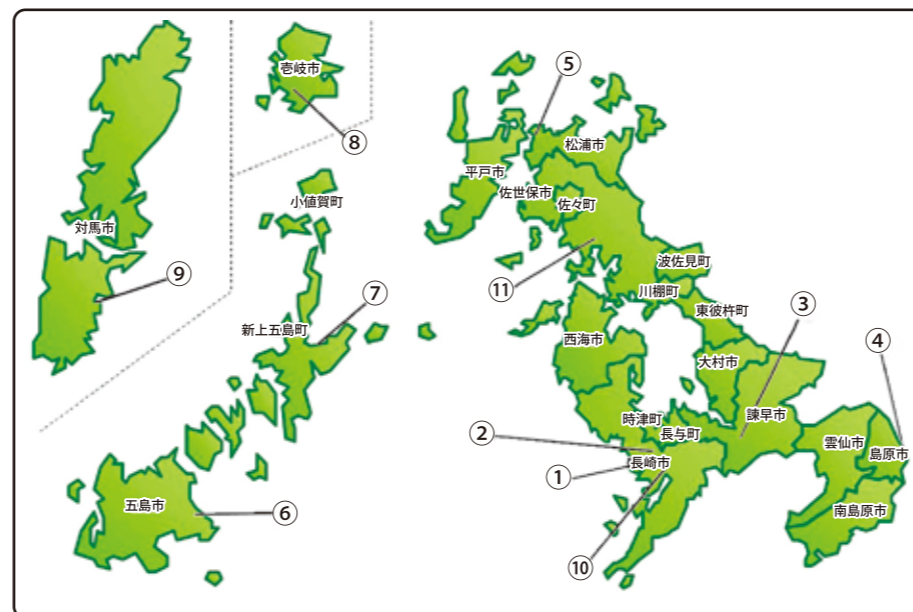 壱岐市
⑧
対馬市
⑨
小値賀町
⑦
新上五島町
五島市
⑥
⑤
松浦市
平戸市
佐世保市
佐々町
⑪
波佐見町
川棚町
東彼杵町
③
西海市
大村市
④
諫早市
時津町
長与町
②
長崎市
①
雲仙市
島原市
南島原市
⑩